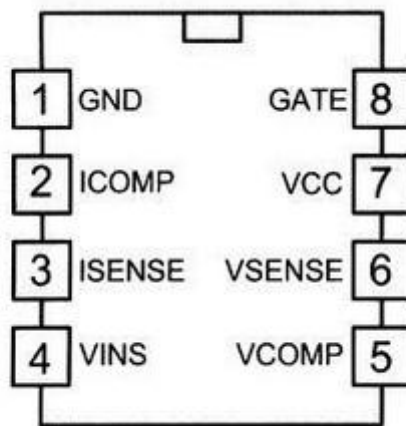 1 GND GATE 8
2 ICOMP VCC 7
3 ISENSE VSENSE 6
4 VINS VCOMP 5